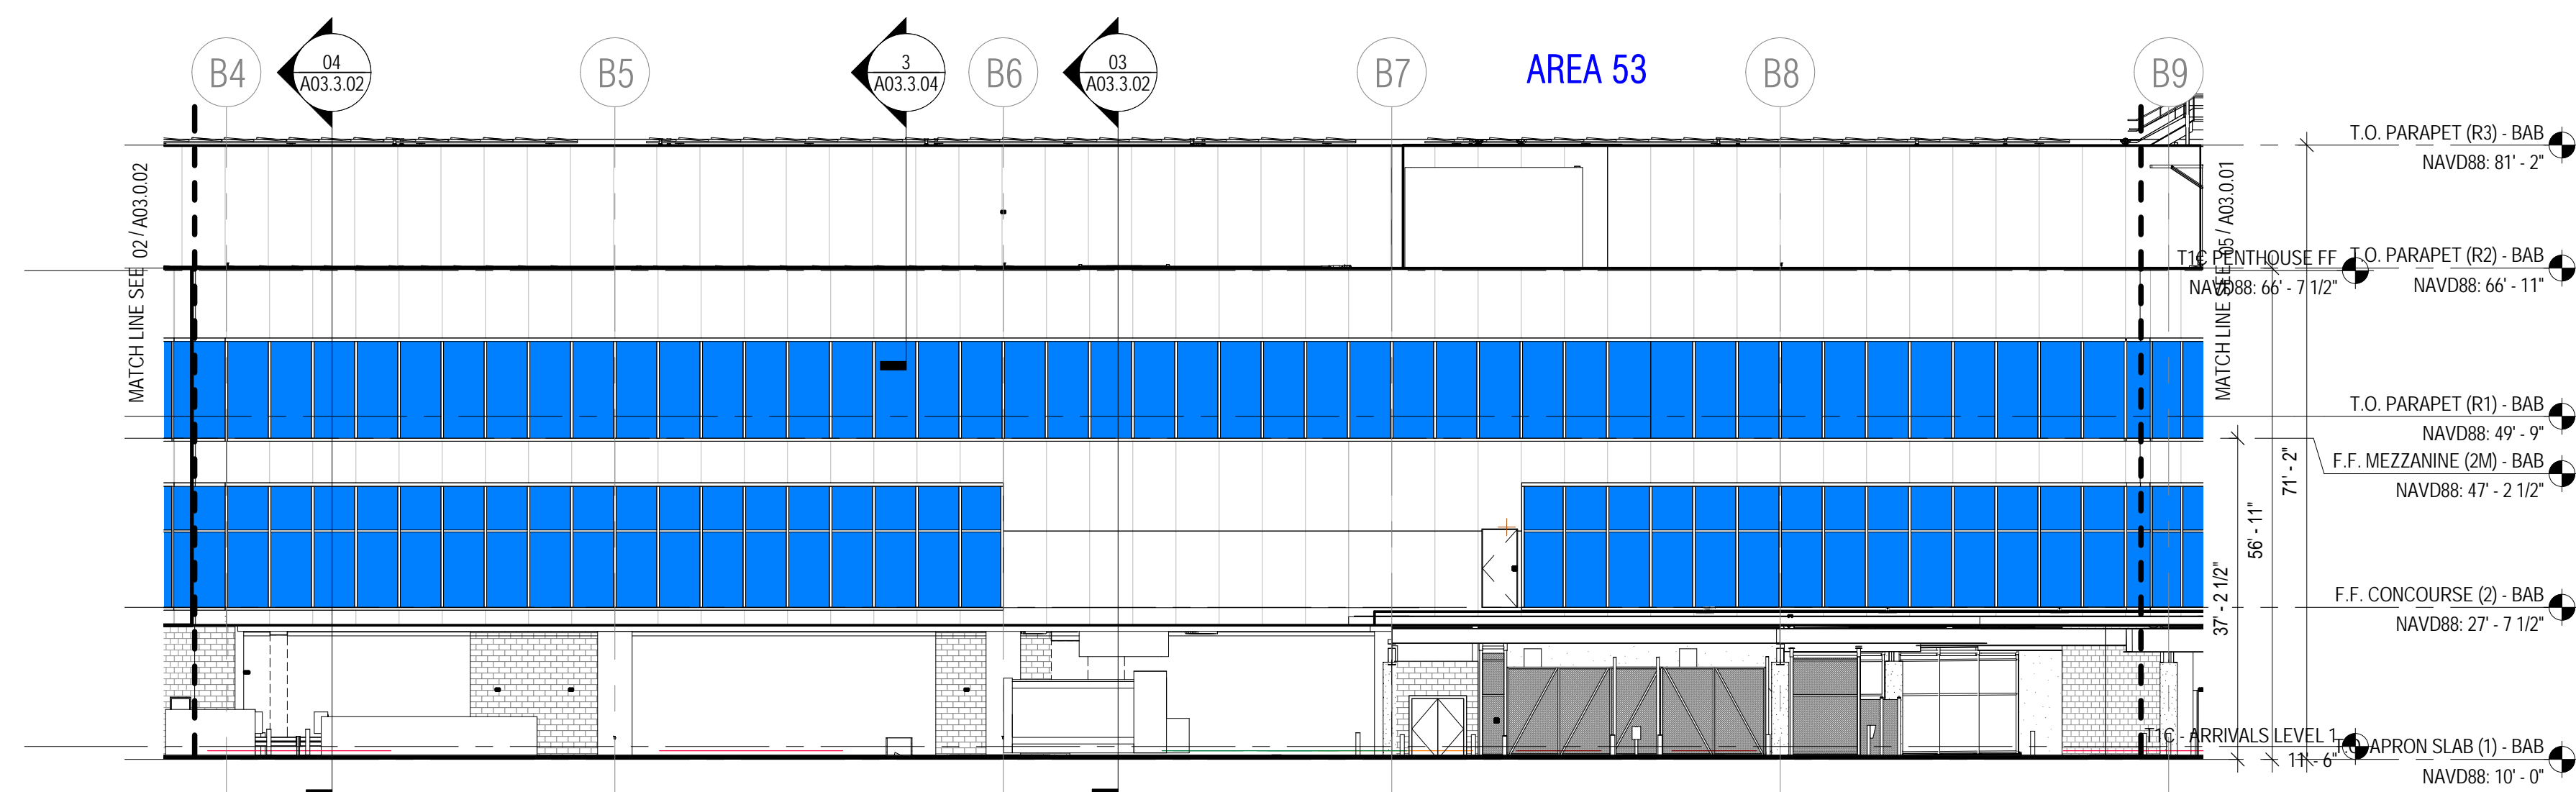 B4
04
A03.3.02
B5
3
A03.3.04
B6
03
A03.3.02
B7
AREA 53
B8
B9
MATCH LINE SEE 02 / A03.0.02
MATCH LINE SEE 05 / A03.0.01
T.O. PARAPET (R3) - BAB
NAVD88: 81' - 2"
T1C PENTHOUSE FF
NAVD88: 66' - 7 1/2"
T.O. PARAPET (R2) - BAB
NAVD88: 66' - 11"
T.O. PARAPET (R1) - BAB
NAVD88: 49' - 9"
F.F. MEZZANINE (2M) - BAB
NAVD88: 47' - 2 1/2"
71' - 2"
56' - 11"
37' - 2 1/2"
F.F. CONCOURSE (2) - BAB
NAVD88: 27' - 7 1/2"
T1C - ARRIVALS LEVEL 1
11' - 6"
T.O. APRON SLAB (1) - BAB
NAVD88: 10' - 0"